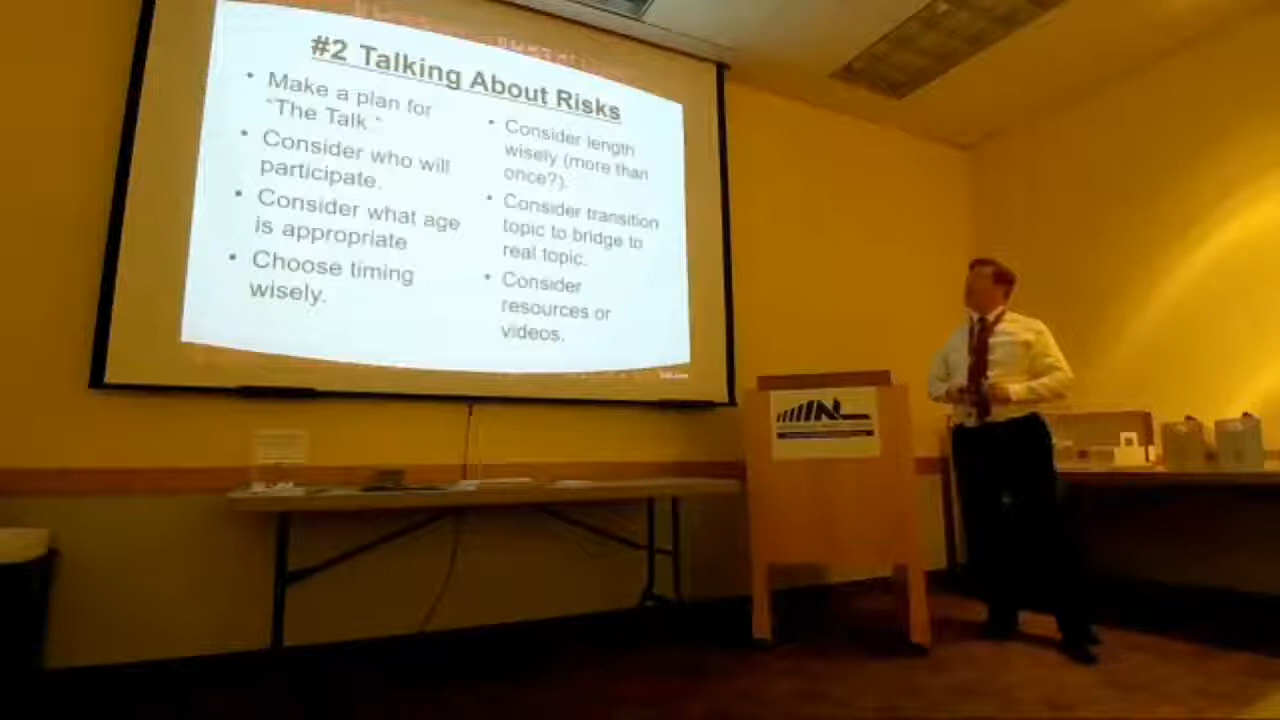 #2 Talking About Risks
• Make a plan for
"The Talk."
• Consider who will
participate.
• Consider what age
is appropriate
• Choose timing
wisely.
• Consider length
wisely (more than
once?).
• Consider transition
topic to bridge to
real topic.
• Consider
resources or
videos.